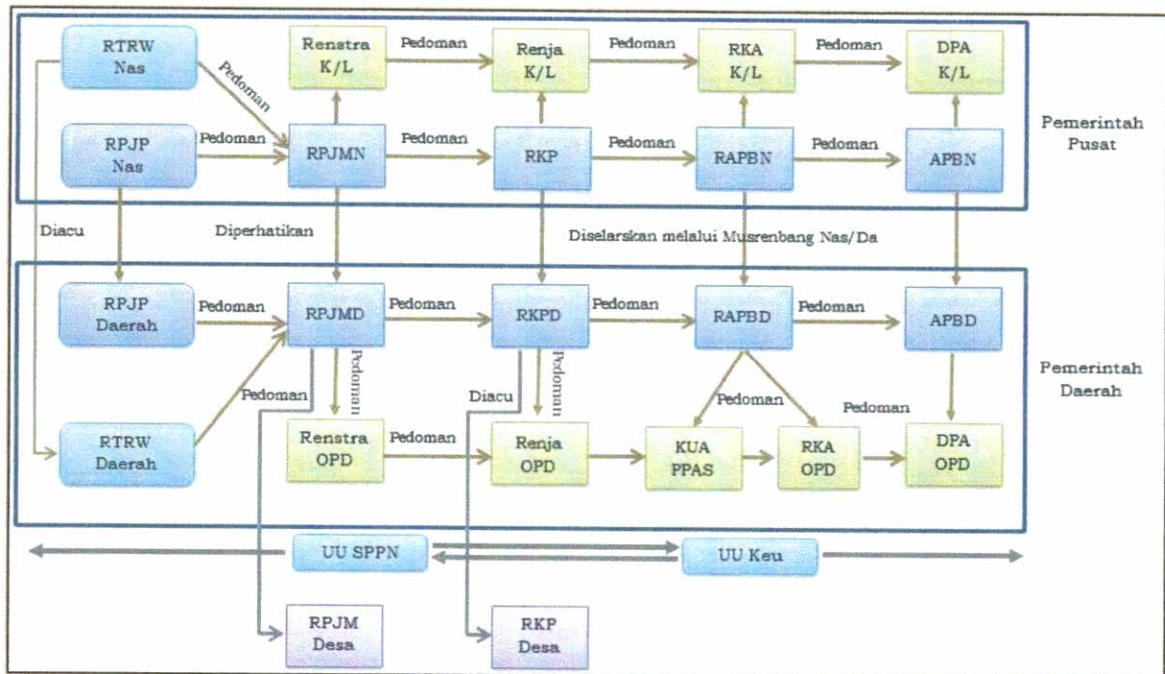 RTRW
Nas
Renstra
K/L
Pedoman
Renja
K/L
Pedoman
RKA
K/L
Pedoman
DPA
K/L
Pedoman
RPJP
Nas
Pedoman
RPJMN
Pedoman
RKP
Pedoman
RAPBN
Pedoman
APBN
Pemerintah
Pusat
Diacu
Diperhatikan
Diselarskan melalui Musrenbang Nas/Da
RPJP
Daerah
Pedoman
RPJMD
Pedoman
RKPD
Pedoman
RAPBD
Pedoman
APBD
Pemerintah
Daerah
Pedoman
Pedoman
Diacu
Pedoman
Pedoman
Pedoman
RTRW
Daerah
Renstra
OPD
Pedoman
Renja
OPD
KUA
PPAS
RKA
OPD
DPA
OPD
UU SPPN
UU Keu
RPJM
Desa
RKP
Desa